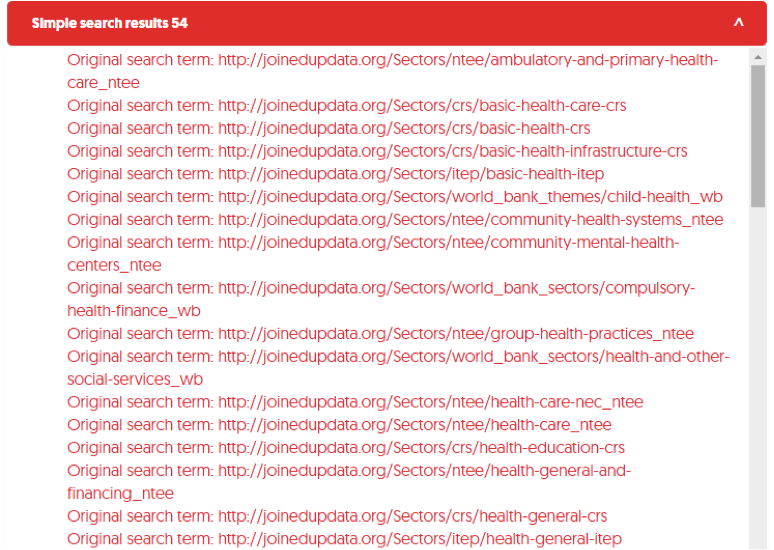 Simple search results 54
^
Original search term: http://joinedupdata.org/Sectors/ntee/ambulatory-and-primary-health-
care_ntee
Original search term: http://joinedupdata.org/Sectors/crs/basic-health-care-crs
Original search term: http://joinedupdata.org/Sectors/crs/basic-health-crs
Original search term: http://joinedupdata.org/Sectors/crs/basic-health-infrastructure-crs
Original search term: http://joinedupdata.org/Sectors/itep/basic-health-itep
Original search term: http://joinedupdata.org/Sectors/world_bank_themes/child-health_wb
Original search term: http://joinedupdata.org/Sectors/ntee/community-health-systems_ntee
Original search term: http://joinedupdata.org/Sectors/ntee/community-mental-health-
centers_ntee
Original search term: http://joinedupdata.org/Sectors/world_bank_sectors/compulsory-
health-finance_wb
Original search term: http://joinedupdata.org/Sectors/ntee/group-health-practices_ntee
Original search term: http://joinedupdata.org/Sectors/world_bank_sectors/health-and-other-
social-services_wb
Original search term: http://joinedupdata.org/Sectors/ntee/health-care-nec_ntee
Original search term: http://joinedupdata.org/Sectors/ntee/health-care_ntee
Original search term: http://joinedupdata.org/Sectors/crs/health-education-crs
Original search term: http://joinedupdata.org/Sectors/ntee/health-general-and-
financing_ntee
Original search term: http://joinedupdata.org/Sectors/crs/health-general-crs
Original search term: http://joinedupdata.org/Sectors/itep/health-general-itep